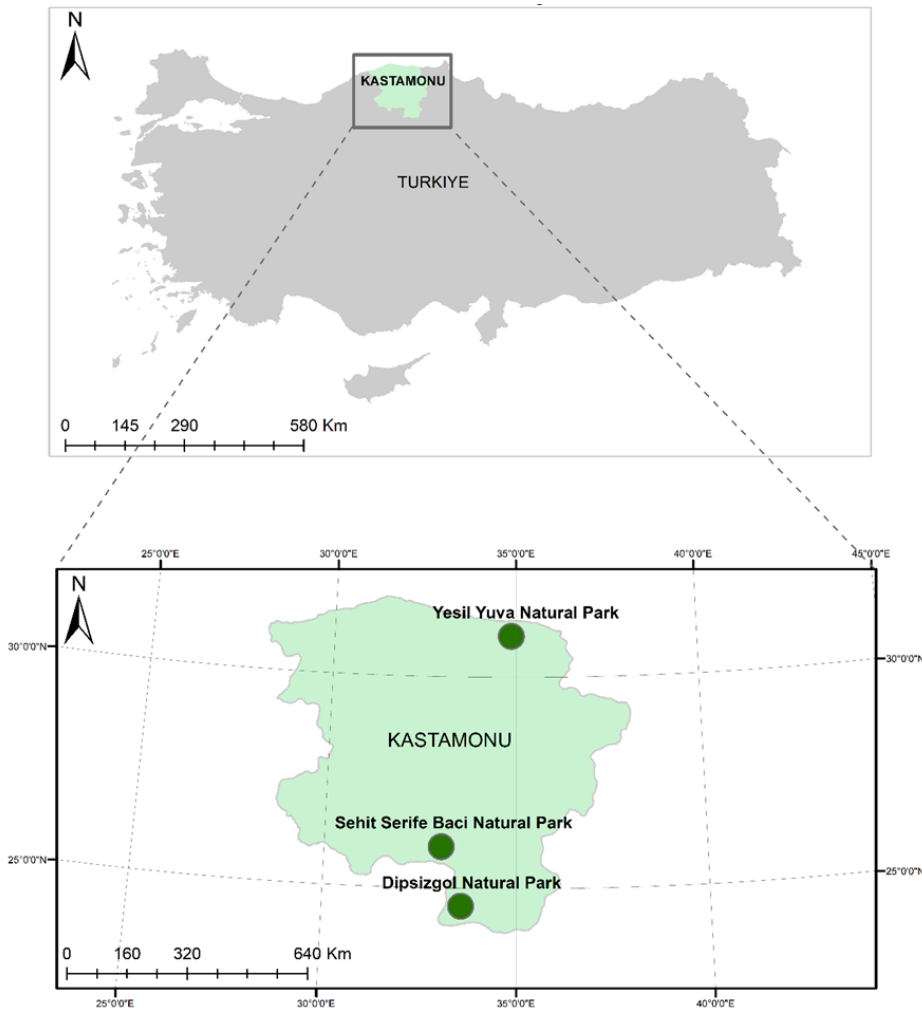 N
KASTAMONU
TURKIYE
0 145 290 580 Km
25°0'0"E 30°0'0"E 35°0'0"E 40°0'0"E 45°0'0"E
N
Yesil Yuva Natural Park
30°0'0"N 30°0'0"N
KASTAMONU
Sehit Serife Baci Natural Park
25°0'0"N 25°0'0"N
Dipsizgol Natural Park
0 160 320 640 Km
25°0'0"E 30°0'0"E 35°0'0"E 40°0'0"E